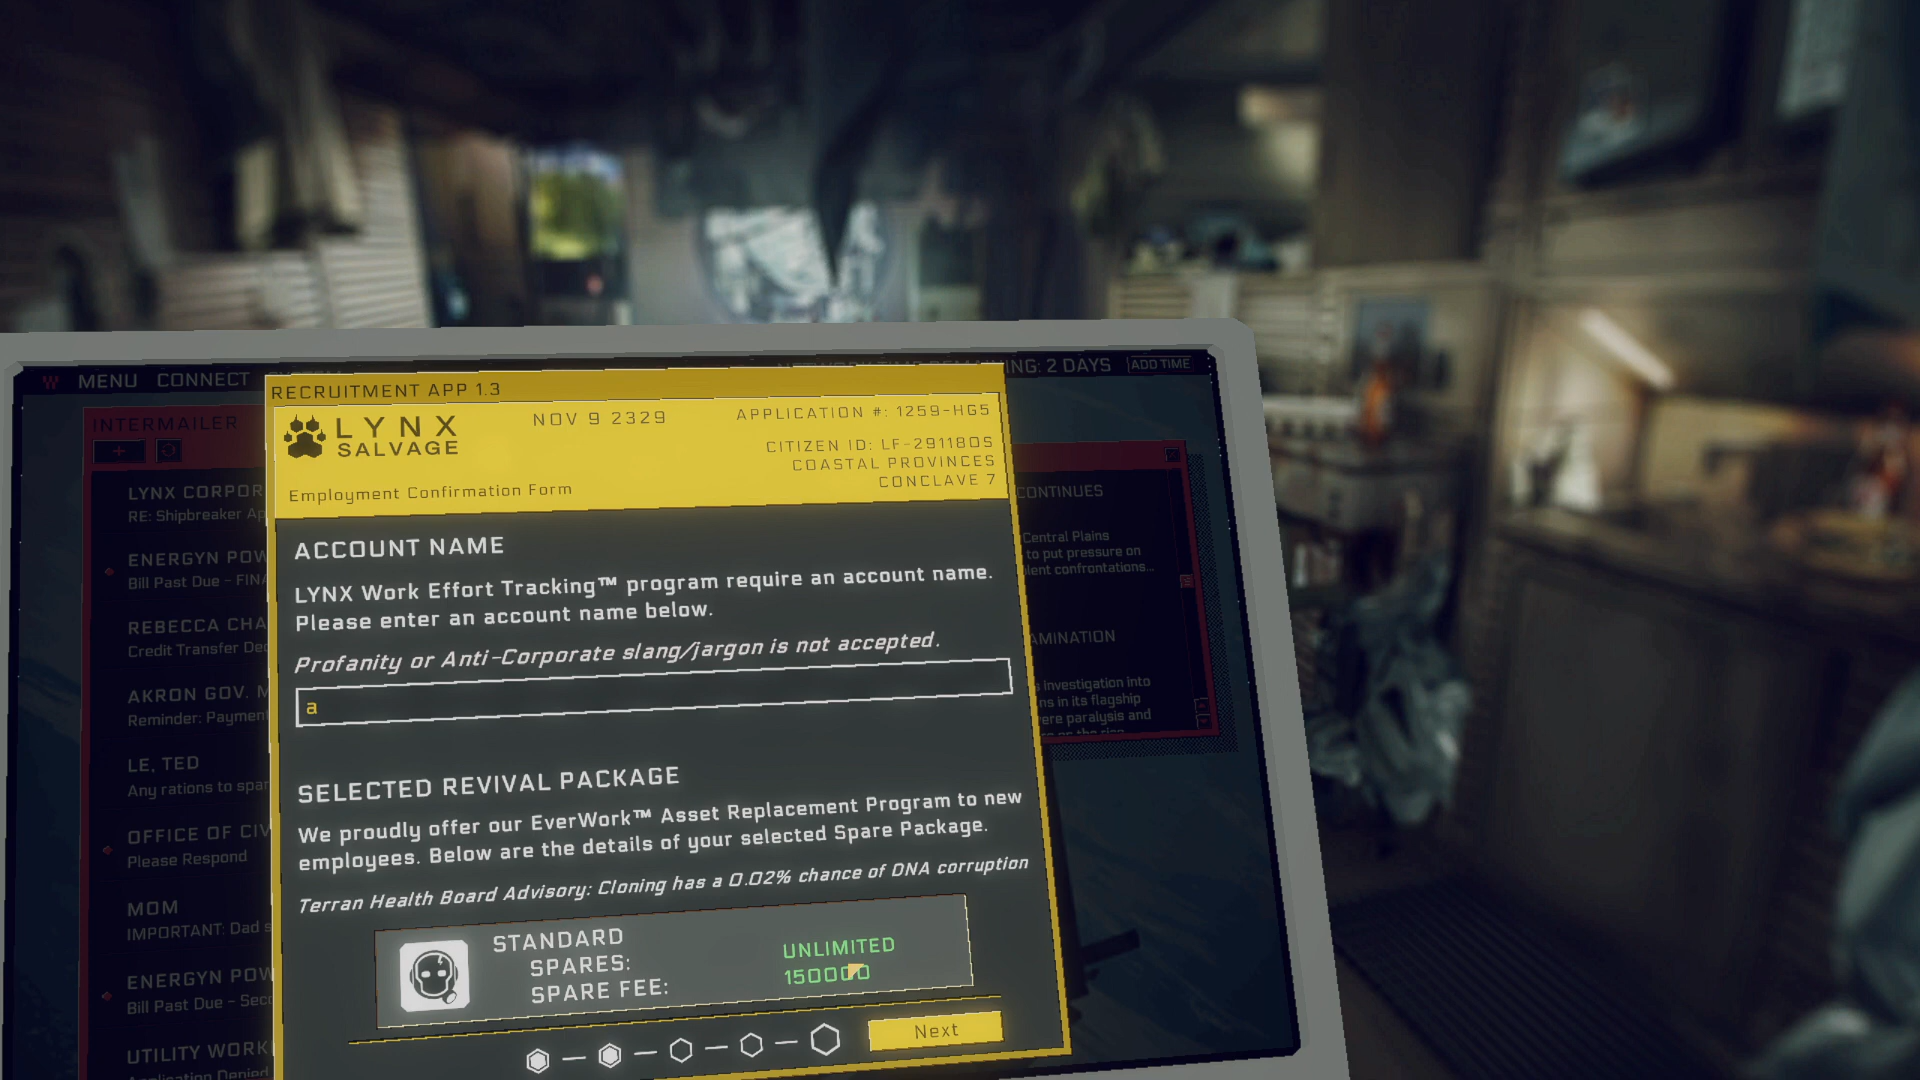 MENU CONNECT
ING: 2 DAYS ADD TIME
RECRUITMENT APP 1.3
LYNX
SALVAGE
NOV 9 2329
APPLICATION #: 1259-HG5
CITIZEN ID: LF-29118OS
COASTAL PROVINCES
CONCLAVE 7
Employment Confirmation Form
ACCOUNT NAME
LYNX Work Effort Tracking™ program require an account name.
Please enter an account name below.
Profanity or Anti-Corporate slang/jargon is not accepted.
a
SELECTED REVIVAL PACKAGE
We proudly offer our EverWork™ Asset Replacement Program to new
employees. Below are the details of your selected Spare Package.
Terran Health Board Advisory: Cloning has a 0.02% chance of DNA corruption
STANDARD
SPARES: UNLIMITED
SPARE FEE: 150000
Next
INTERMAILER
LYNX CORPOR
RE: Shipbreaker Ap
ENERGYN POW
Bill Past Due - FINA
REBECCA CHA
Credit Transfer Dec
AKRON GOV. M
Reminder: Payment
LE, TED
Any rations to spar
OFFICE OF CIV
Please Respond
MOM
IMPORTANT: Dad s
ENERGYN POW
Bill Past Due - Seco
UTILITY WORK
Application Denied
CONTINUES
Central Plains
to put pressure on
lent confrontations...
AMINATION
s investigation into
ns in its flagship
vere paralysis and